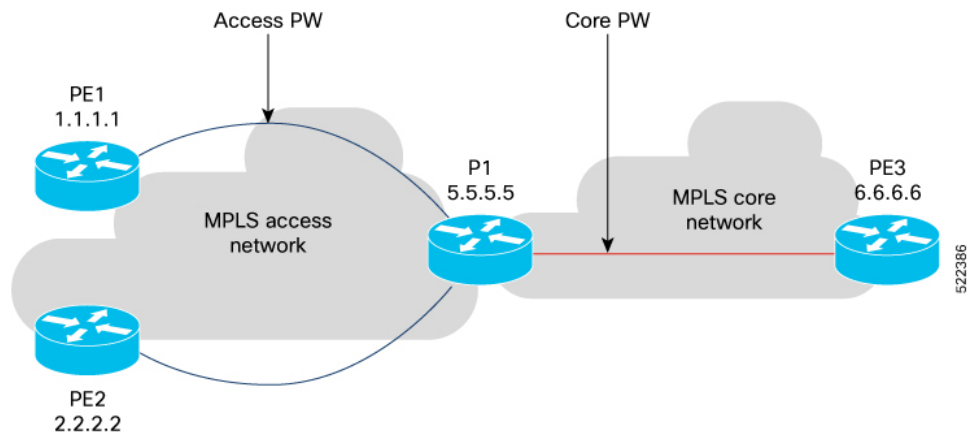 Access PW
Core PW
PE1
1.1.1.1
P1
5.5.5.5
PE3
6.6.6.6
MPLS access
network
MPLS core
network
PE2
2.2.2.2
522386